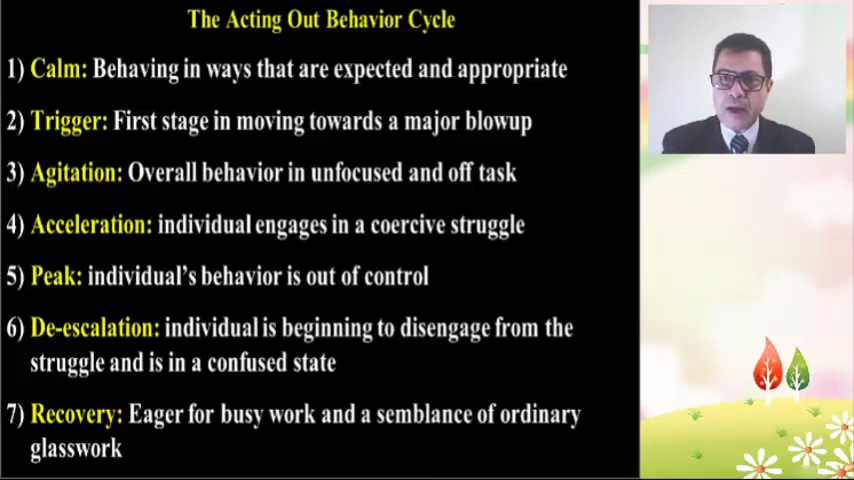 The Acting Out Behavior Cycle
1) Calm: Behaving in ways that are expected and appropriate
2) Trigger: First stage in moving towards a major blowup
3) Agitation: Overall behavior in unfocused and off task
4) Acceleration: individual engages in a coercive struggle
5) Peak: individual's behavior is out of control
6) De-escalation: individual is beginning to disengage from the
struggle and is in a confused state
7) Recovery: Eager for busy work and a semblance of ordinary
glasswork